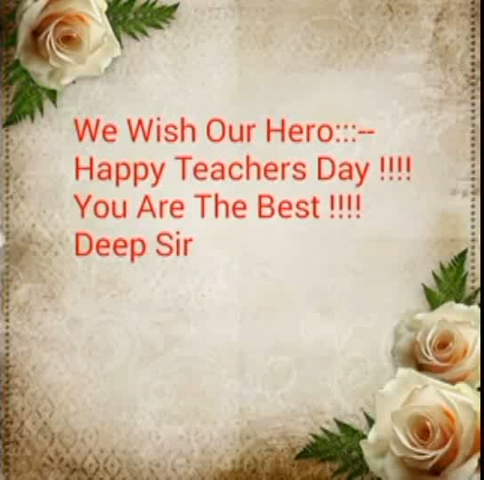 We Wish Our Hero:::--
Happy Teachers Day !!!!
You Are The Best !!!!
Deep Sir